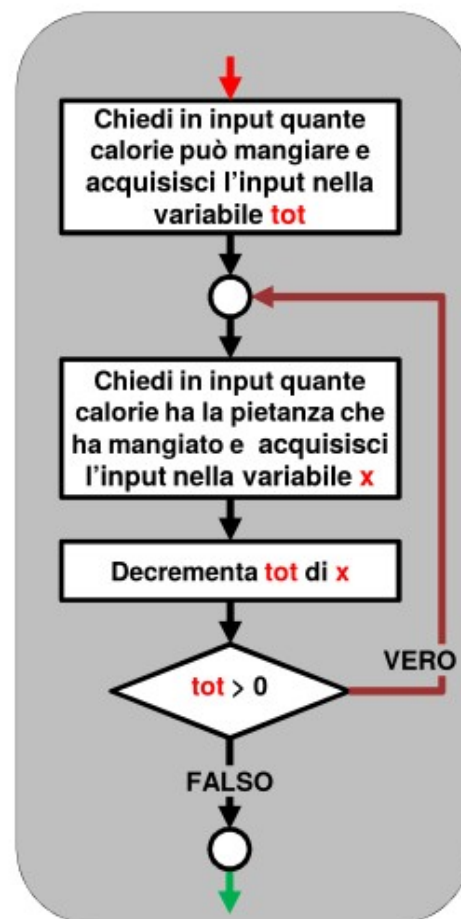 Chiedi in input quante
calorie può mangiare e
acquisisci l'input nella
variabile tot
Chiedi in input quante
calorie ha la pietanza che
ha mangiato e acquisisci
l'input nella variabile x
Decrementa tot di x
tot > 0
VERO
FALSO